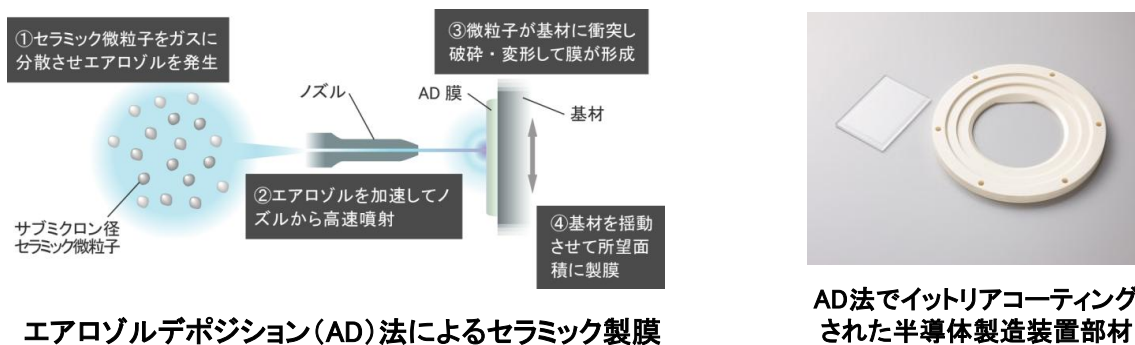 ①セラミック微粒子をガスに
分散させエアロゾルを発生
ノズル
AD 膜
③微粒子が基材に衝突し
破砕・変形して膜が形成
基材
②エアロゾルを加速してノ
ズルから高速噴射
サブミクロン径
セラミック微粒子
④基材を揺動
させて所望面
積に製膜
エアロゾルデポジション（AD）法によるセラミック製膜
AD法でイットリアコーティング
された半導体製造装置部材